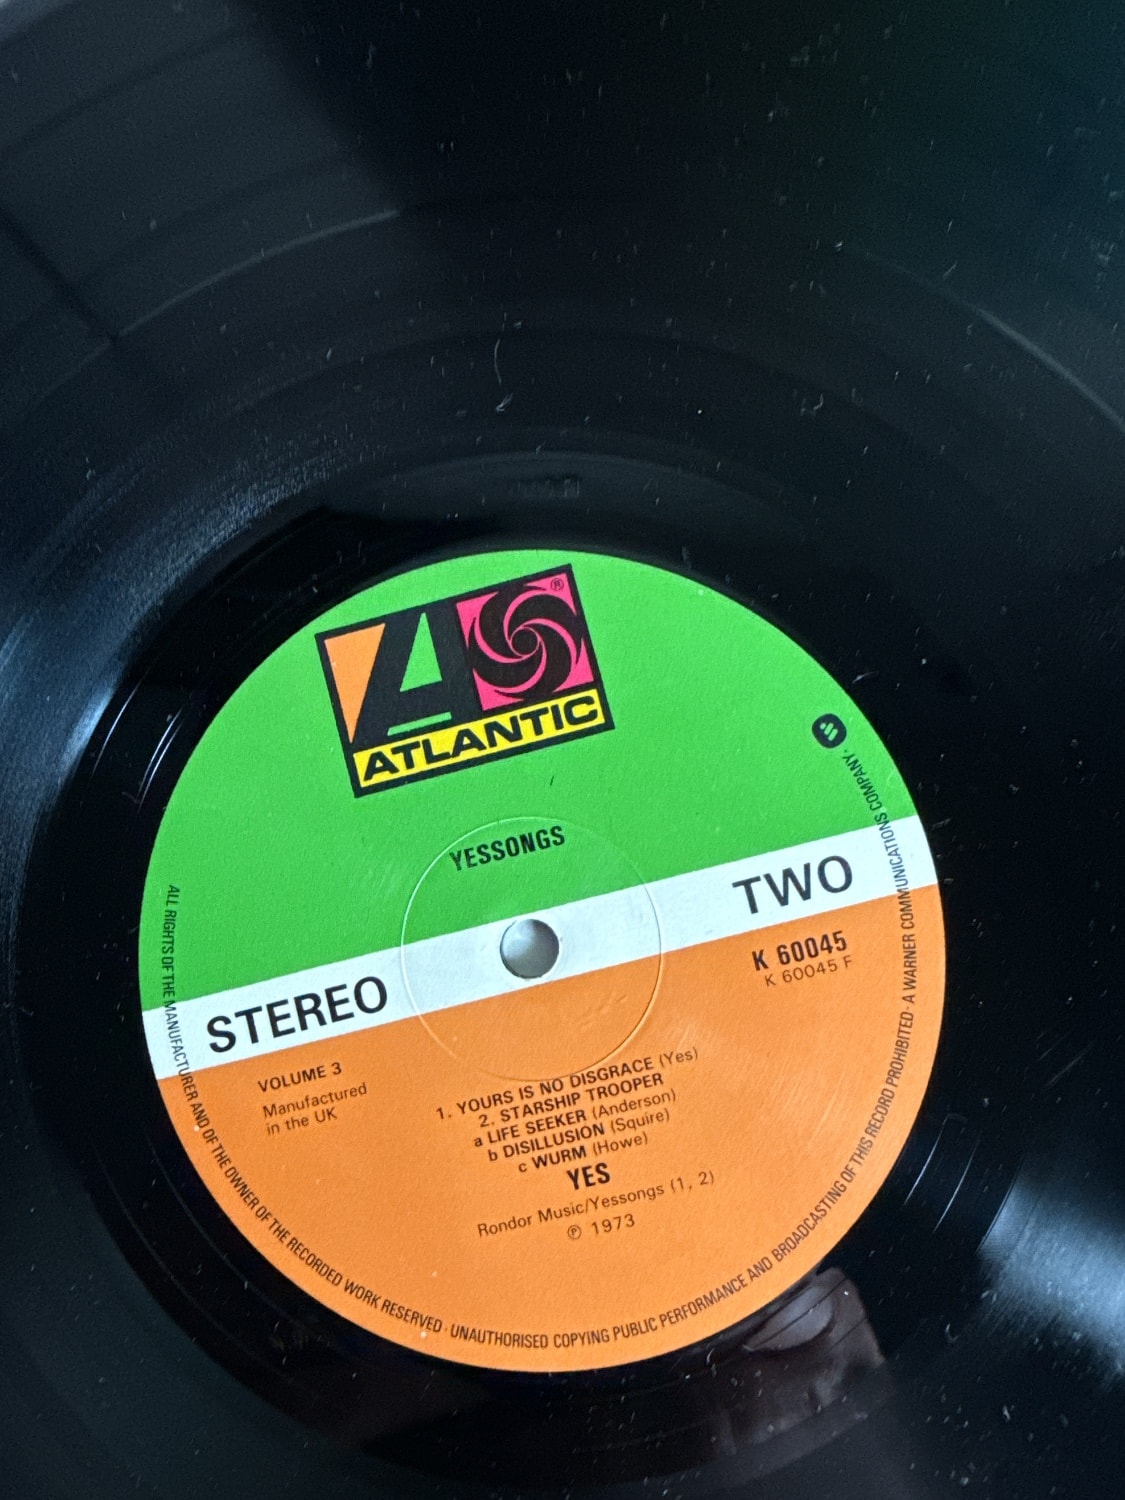 ATLANTIC
®
YESSONGS
STEREO
TWO
K 60045
K 60045 F
VOLUME 3
Manufactured
in the UK
1. YOURS IS NO DISGRACE (Yes)
2. STARSHIP TROOPER
a LIFE SEEKER (Anderson)
b DISILLUSION (Squire)
c WURM (Howe)
YES
Rondor Music/Yessongs (1, 2)
℗ 1973
ALL RIGHTS OF THE MANUFACTURER AND OF THE OWNER OF THE RECORDED WORK RESERVED · UNAUTHORISED COPYING PUBLIC PERFORMANCE AND BROADCASTING OF THIS RECORD PROHIBITED · A WARNER COMMUNICATIONS COMPANY ·